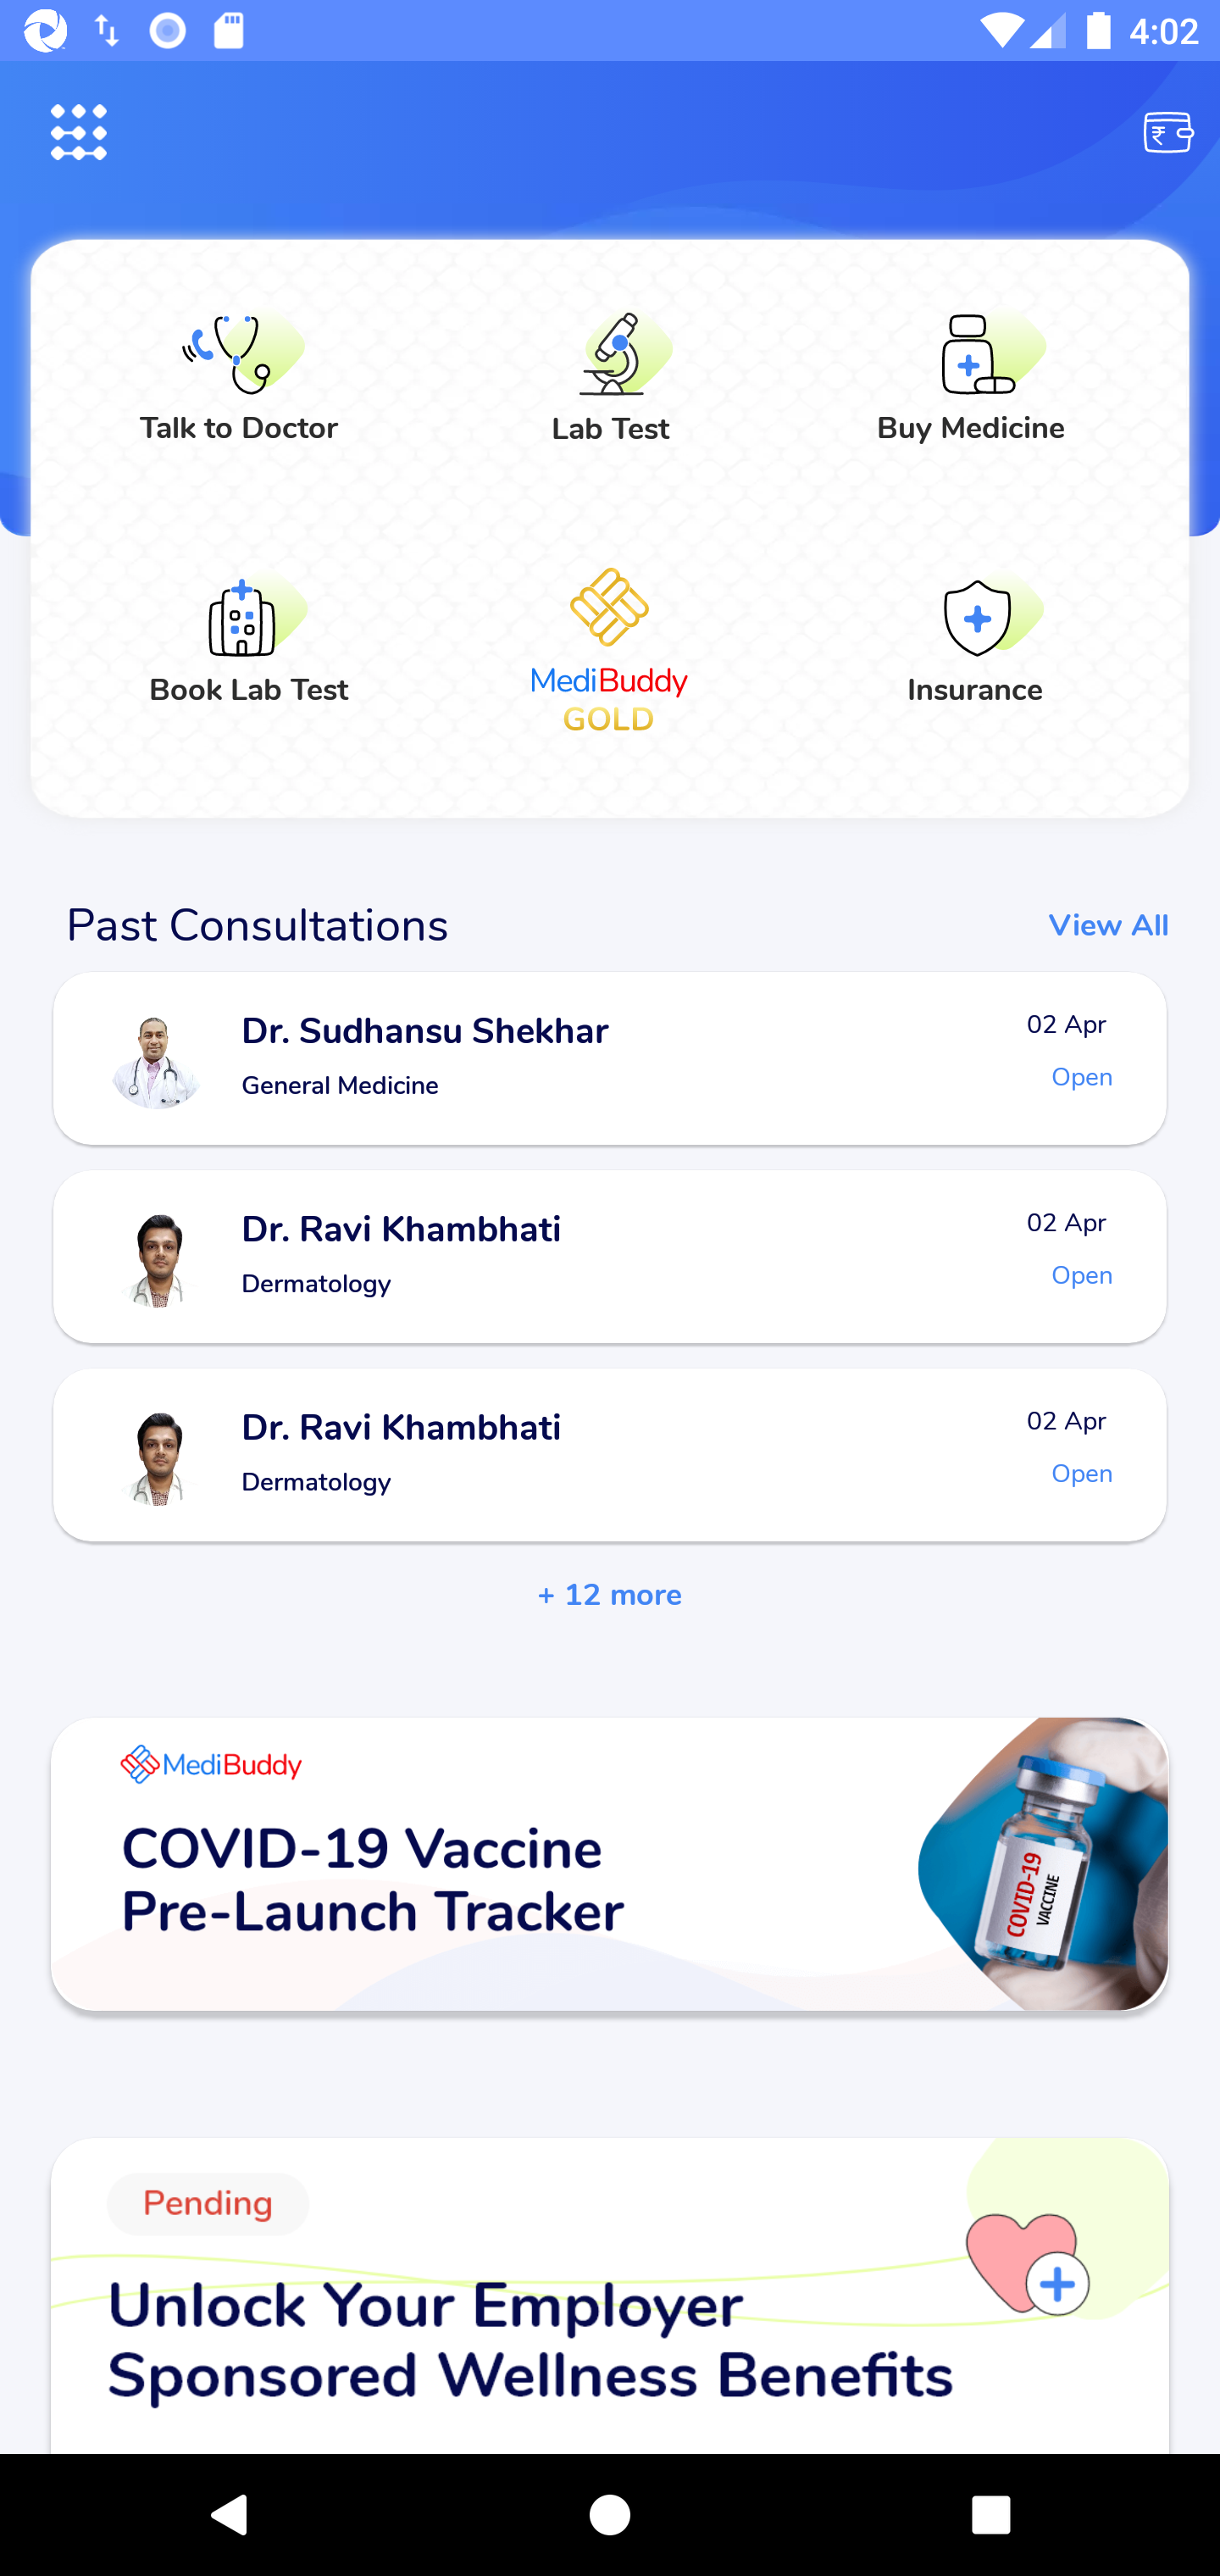 4:02
Talk to Doctor
Lab Test
Buy Medicine
Book Lab Test
MediBuddy
GOLD
Insurance
Past Consultations
View All
Dr. Sudhansu Shekhar
02 Apr
General Medicine
Open
Dr. Ravi Khambhati
02 Apr
Dermatology
Open
Dr. Ravi Khambhati
02 Apr
Dermatology
Open
+ 12 more
MediBuddy
COVID-19 Vaccine
Pre-Launch Tracker
COVID-19
VACCINE
Pending
Unlock Your Employer
Sponsored Wellness Benefits